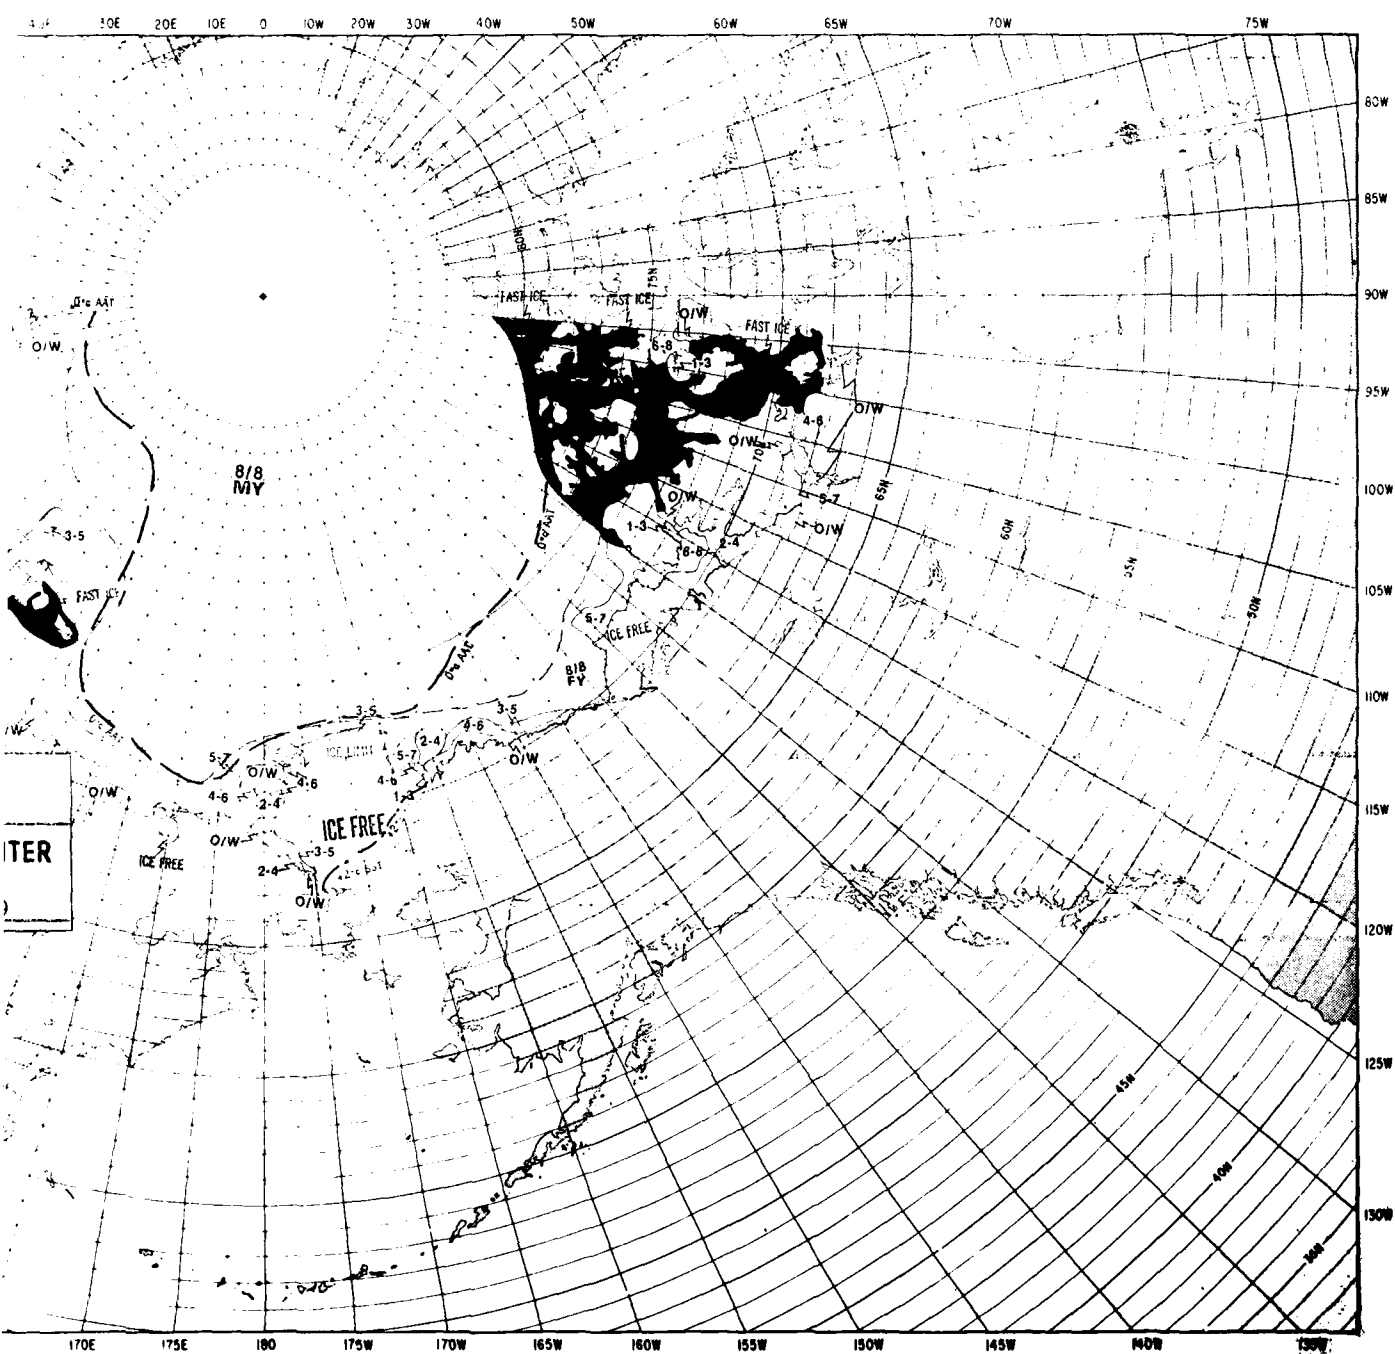 30E 20E 10E 0 10W 20W 30W 40W 50W 60W 65W 70W 75W
80W
85W
80N
75N
FAST ICE
FAST ICE
90W
O/W
FAST ICE
O/W
6-8
1-3
95W
O/W
4-6
O/W
8/8
MY
65N
100W
O/W
5-7
1-3
O/W
60N
3-5
2-4
6-8
55N
FAST ICE
105W
50N
5-7
ICE FREE
8/8
FY
110W
3-5
3-5
4-6
2-4
5-7
5-7
O/W
O/W
4-6
4-6
O/W
4-6
2-4
1-3
115W
ICE FREE
O/W
ITER
3-5
ICE FREE
2-4
O/W
120W
125W
45N
40N
130W
170E 175E 180 175W 170W 165W 160W 155W 150W 145W 140W 135W